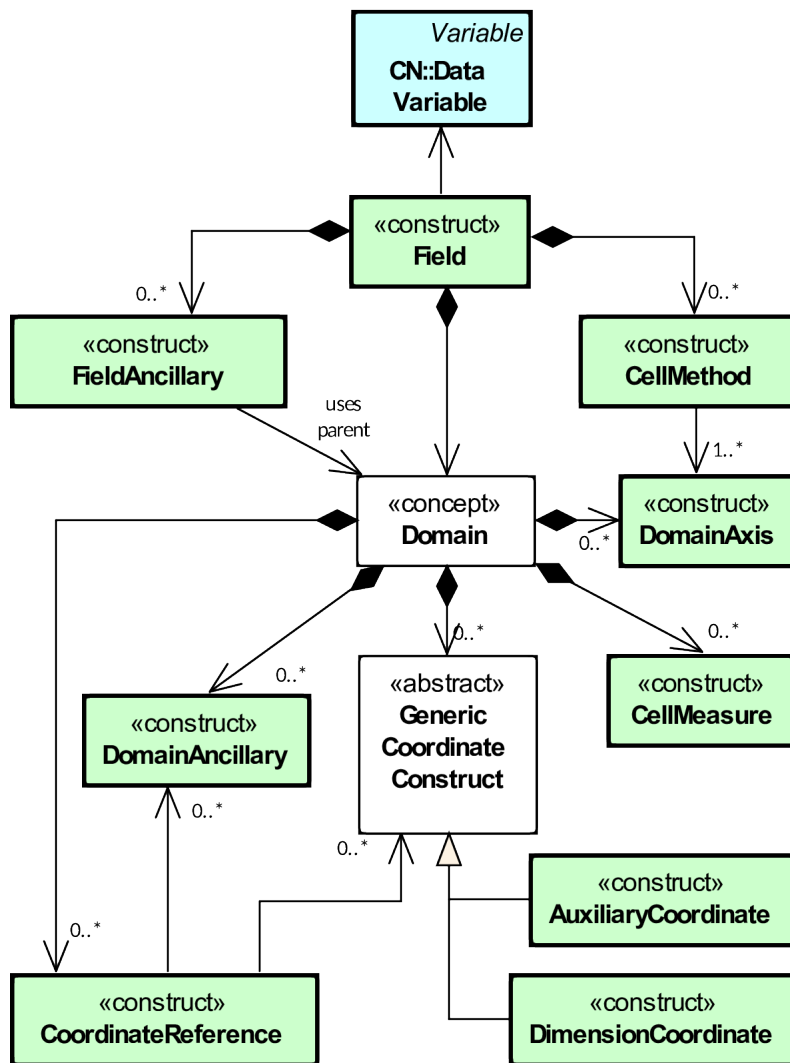 Variable
CN::Data
Variable
«construct»
Field
0..*
0..*
«construct»
FieldAncillary
«construct»
CellMethod
uses
parent
1..*
«concept»
Domain
0..*
«construct»
DomainAxis
0..*
0..*
0..*
«abstract»
Generic
Coordinate
Construct
«construct»
CellMeasure
«construct»
DomainAncillary
0..*
0..*
«construct»
AuxiliaryCoordinate
0..*
«construct»
CoordinateReference
«construct»
DimensionCoordinate